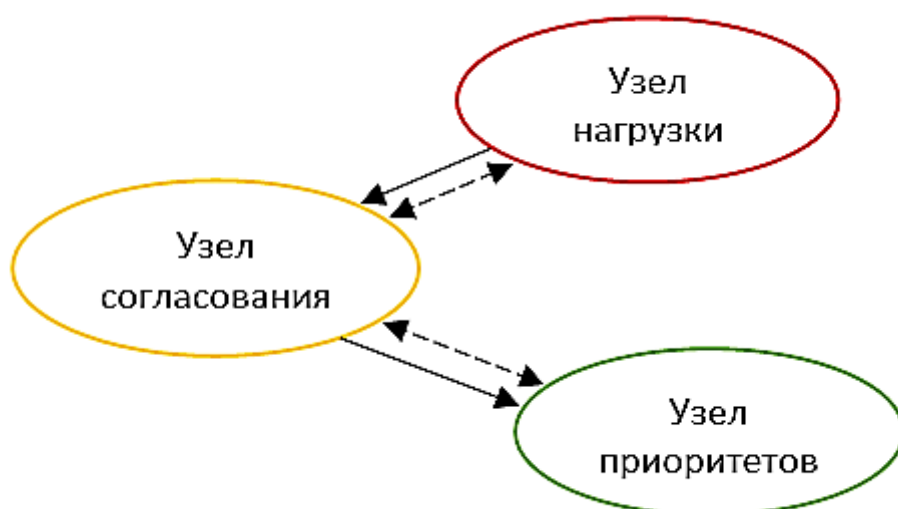 Узел
нагрузки
Узел
согласования
Узел
приоритетов